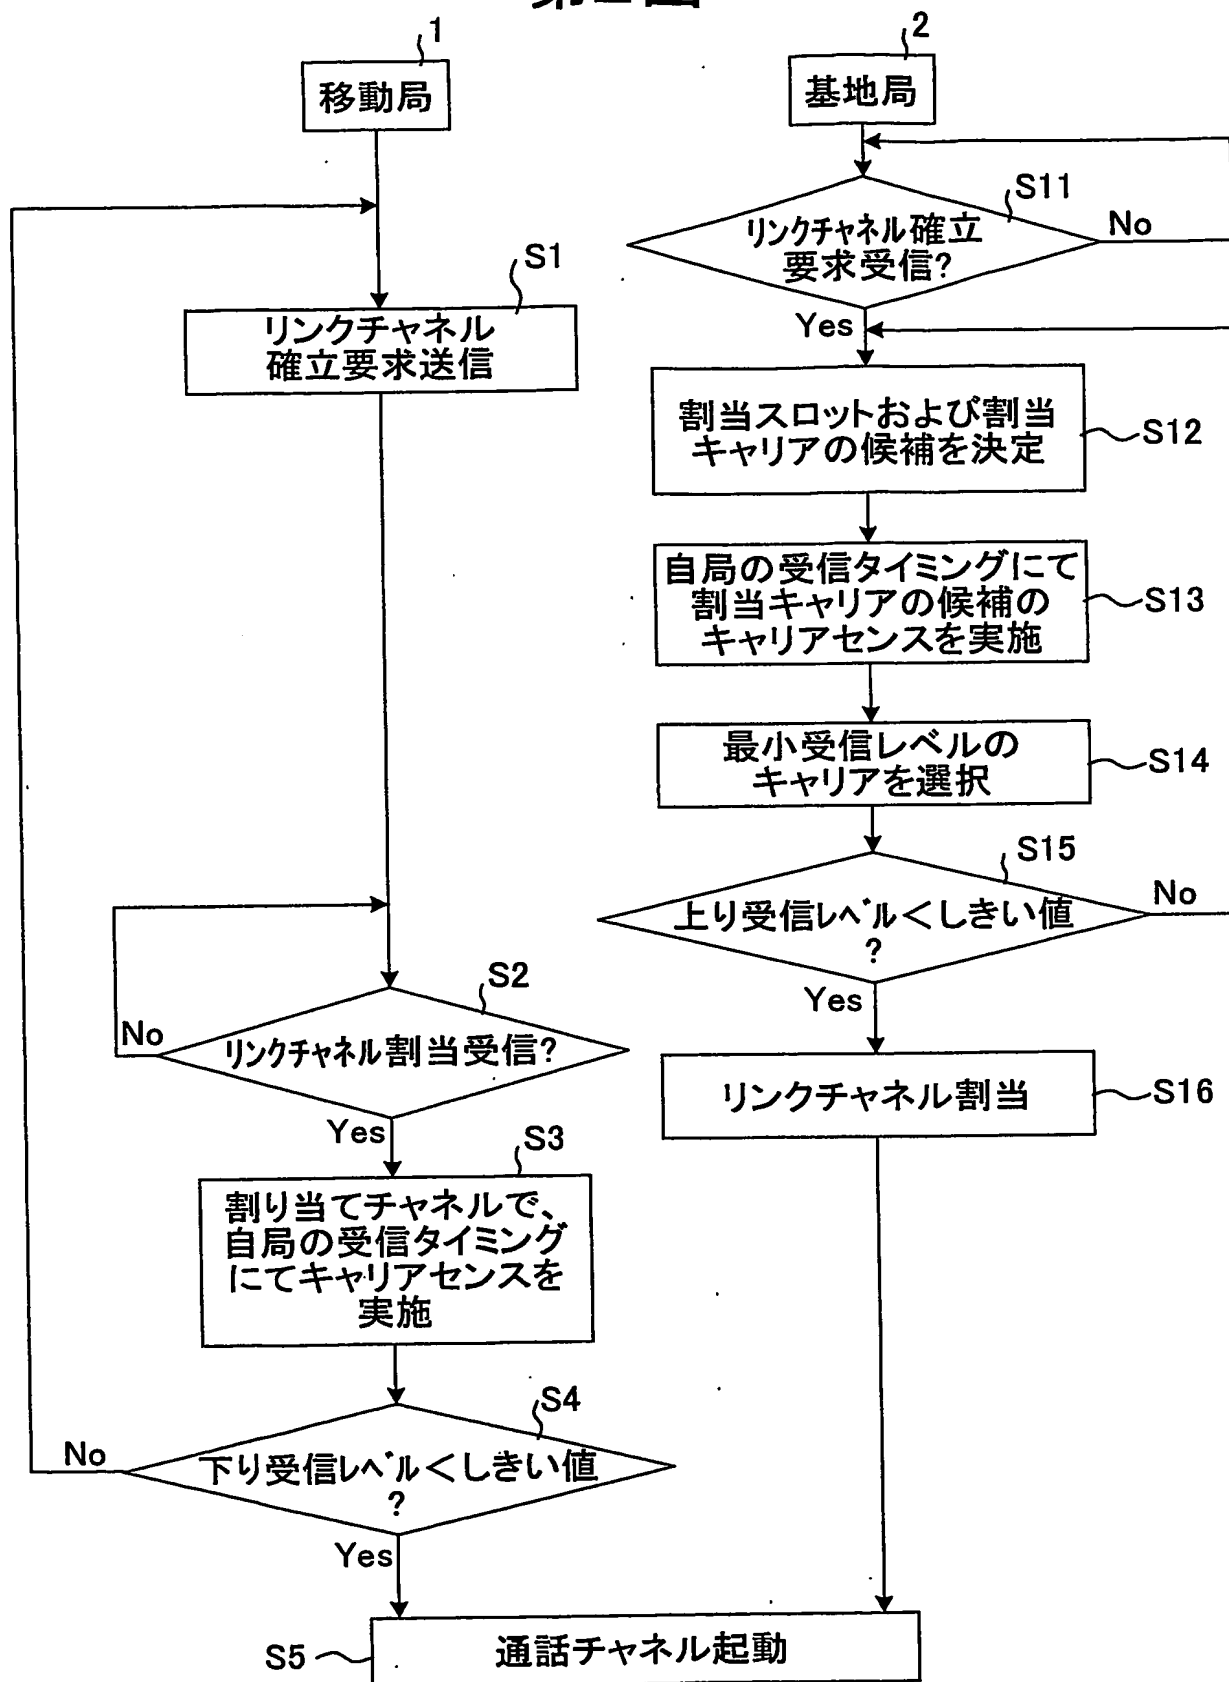 1
移動局
S1
リンクチャネル
確立要求送信
S2
リンクチャネル割当受信?
No
Yes
S3
割り当てチャネルで、
自局の受信タイミング
にてキャリアセンスを
実施
S4
下り受信レベル<しきい値
?
No
Yes
2
基地局
S11
リンクチャネル確立
要求受信?
No
Yes
割当スロットおよび割当
キャリアの候補を決定
S12
自局の受信タイミングにて
割当キャリアの候補の
キャリアセンスを実施
S13
最小受信レベルの
キャリアを選択
S14
S15
上り受信レベル<しきい値
?
No
Yes
リンクチャネル割当
S16
S5
通話チャネル起動